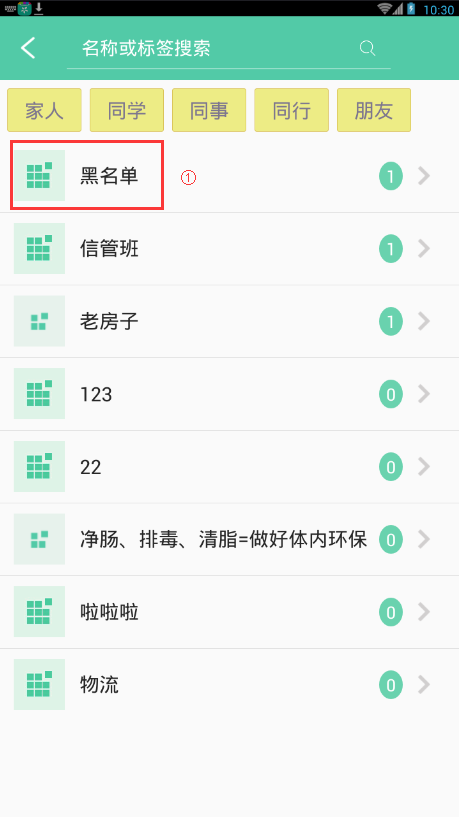 10:30
名称或标签搜索
家人 同学 同事 同行 朋友
黑名单 ① 1
信管班 1
老房子 1
123 0
22 0
净肠、排毒、清脂=做好体内环保 0
啦啦啦 0
物流 0